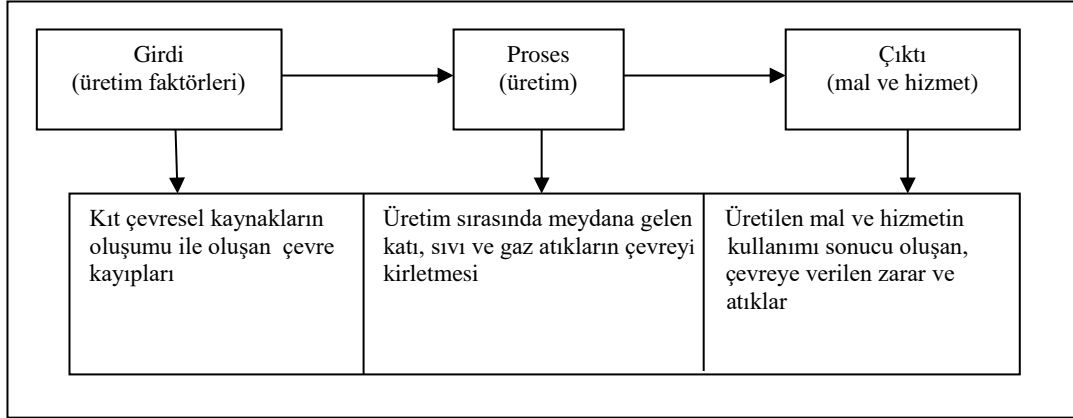 Girdi
(üretim faktörleri)
Proses
(üretim)
Çıktı
(mal ve hizmet)
Kıt çevresel kaynakların
oluşumu ile oluşan çevre
kayıpları
Üretim sırasında meydana gelen
katı, sıvı ve gaz atıkların çevreyi
kirletmesi
Üretilen mal ve hizmetin
kullanımı sonucu oluşan,
çevreye verilen zarar ve
atıklar